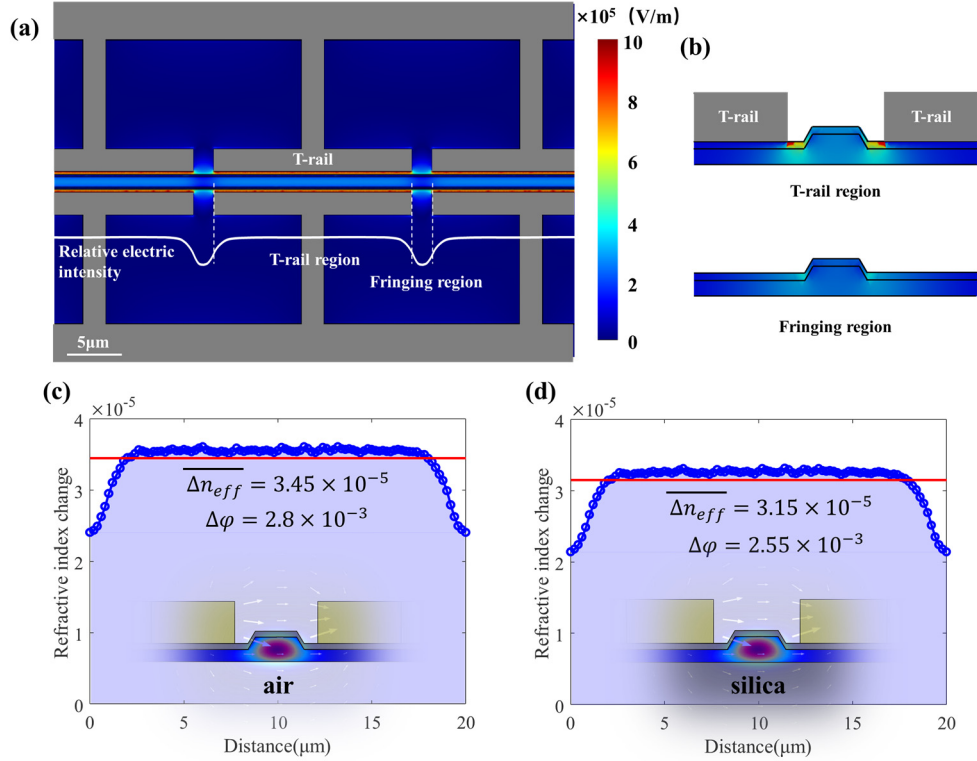 (a)
×10⁵ (V/m)
10
8
6
4
2
0
T-rail
Relative electric
intensity
T-rail region
Fringing region
5μm
(b)
T-rail
T-rail
T-rail region
Fringing region
(c)
×10⁻⁵
4
3
2
1
0
Refractive index change
Δn_eff = 3.45 × 10⁻⁵
Δφ = 2.8 × 10⁻³
air
0
5
10
15
20
Distance(μm)
(d)
×10⁻⁵
4
3
2
1
0
Refractive index change
Δn_eff = 3.15 × 10⁻⁵
Δφ = 2.55 × 10⁻³
silica
0
5
10
15
20
Distance(μm)